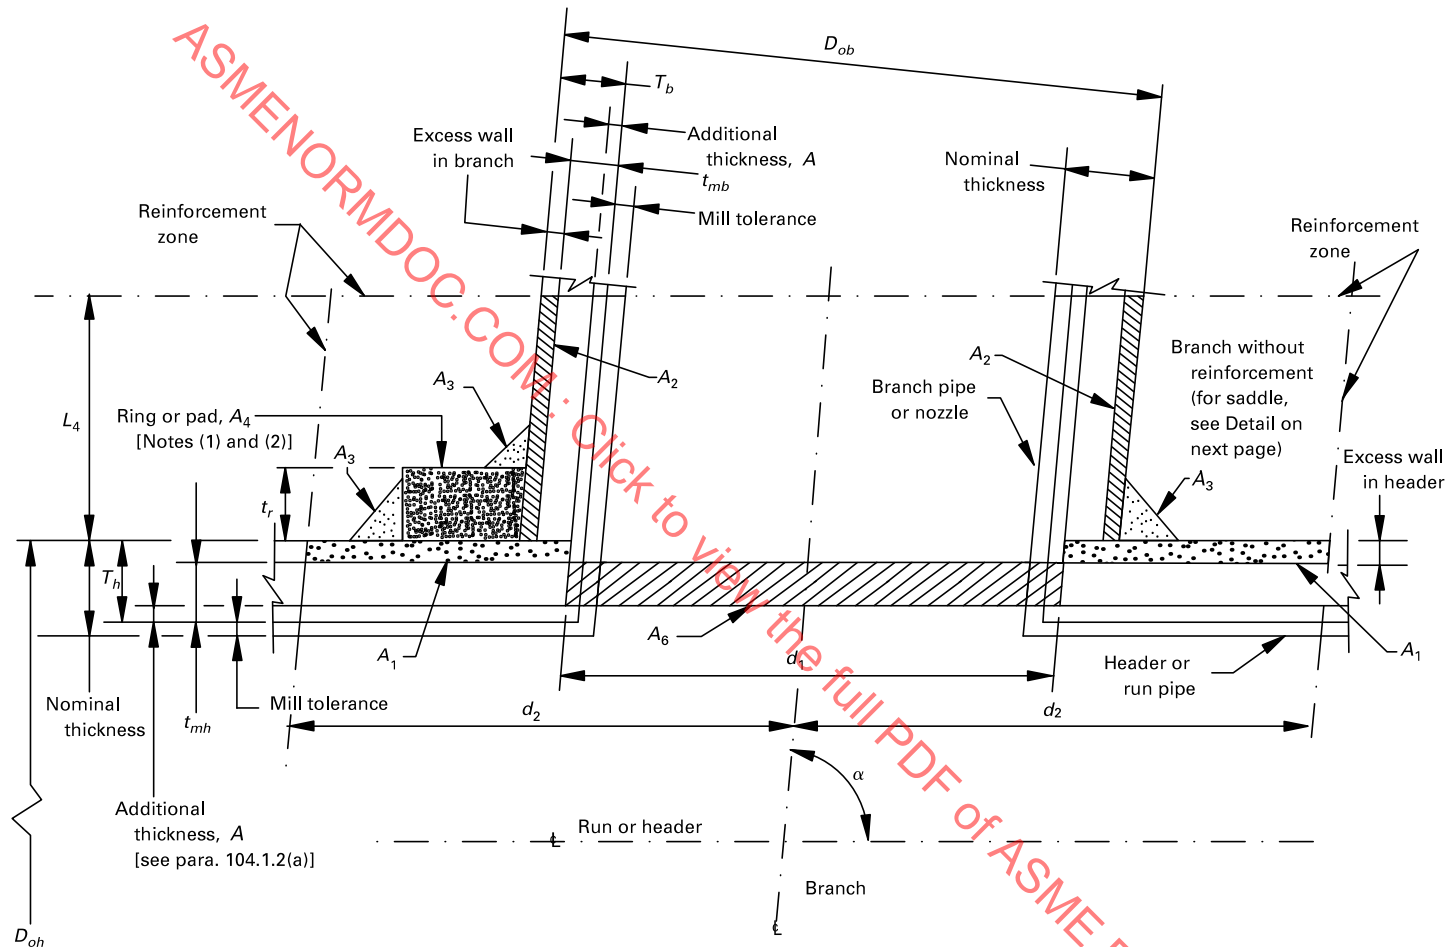 D_ob
T_b
Excess wall
in branch
Additional
thickness, A
t_mb
Mill tolerance
Nominal
thickness
Reinforcement
zone
Reinforcement
zone
A_2
A_2
Branch without
reinforcement
(for saddle,
see Detail on
next page)
Branch pipe
or nozzle
A_3
Ring or pad, A_4
[Notes (1) and (2)]
L_4
A_3
A_3
Excess wall
in header
t_r
T_h
A_6
A_1
A_1
d_1
Header or
run pipe
Nominal
thickness
t_mh
Mill tolerance
d_2
d_2
α
Additional
thickness, A
[see para. 104.1.2(a)]
Run or header
℄
Branch
℄
D_oh
ASMENORMDOC.COM : Click to view the full PDF of ASME